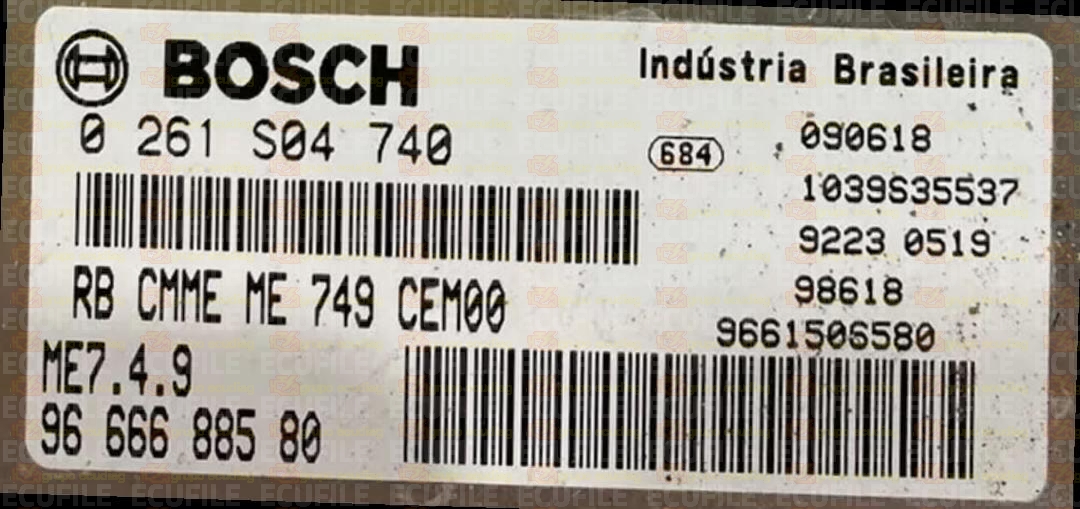 BOSCH
Indústria Brasileira
0 261 S04 740
684
090618
1039S35537
9223 0519
RB CMME ME 749 CEM00
98618
9661506580
ME7.4.9
96 666 885 80